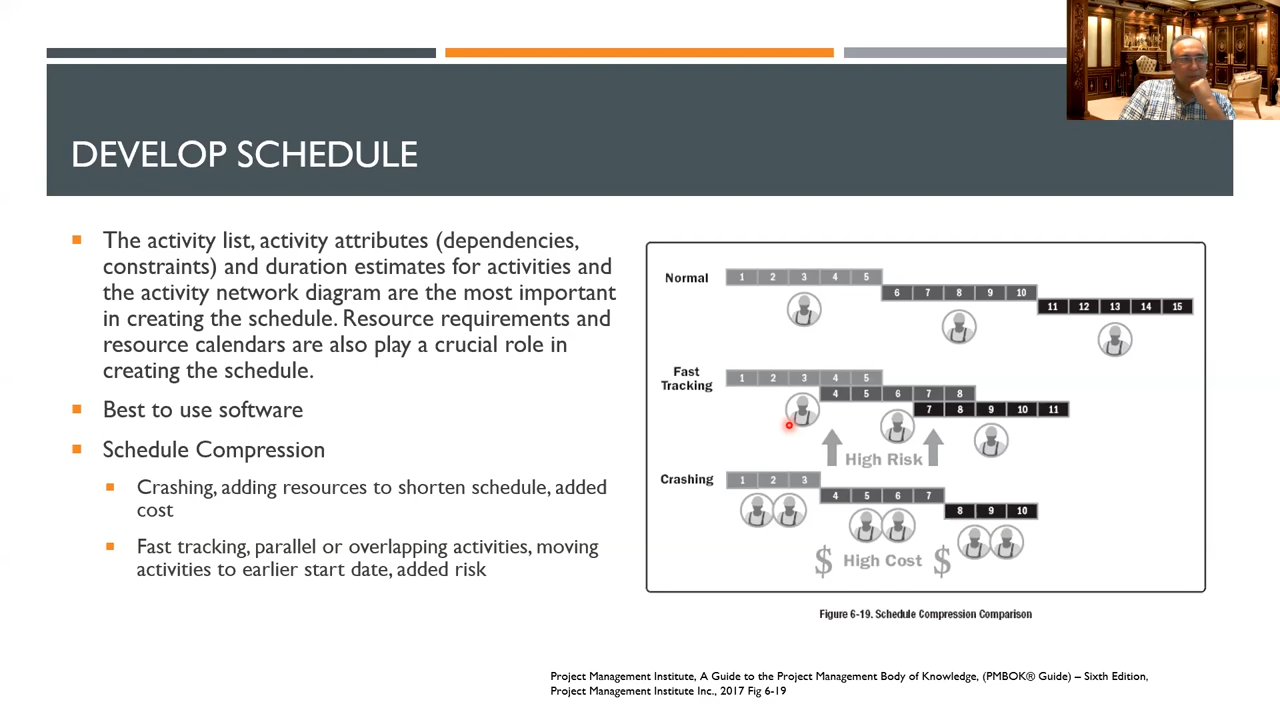 DEVELOP SCHEDULE
The activity list, activity attributes (dependencies,
constraints) and duration estimates for activities and
the activity network diagram are the most important
in creating the schedule. Resource requirements and
resource calendars are also play a crucial role in
creating the schedule.
Best to use software
Schedule Compression
Crashing, adding resources to shorten schedule, added
cost
Fast tracking, parallel or overlapping activities, moving
activities to earlier start date, added risk
Normal
1 2 3 4 5
6 7 8 9 10
11 12 13 14 15
Fast
Tracking
1 2 3 4 5
4 5 6 7 8
7 8 9 10 11
High Risk
Crashing
1 2 3
4 5 6 7
8 9 10
$ High Cost $
Figure 6-19. Schedule Compression Comparison
Project Management Institute, A Guide to the Project Management Body of Knowledge, (PMBOK® Guide) – Sixth Edition,
Project Management Institute Inc., 2017 Fig 6-19